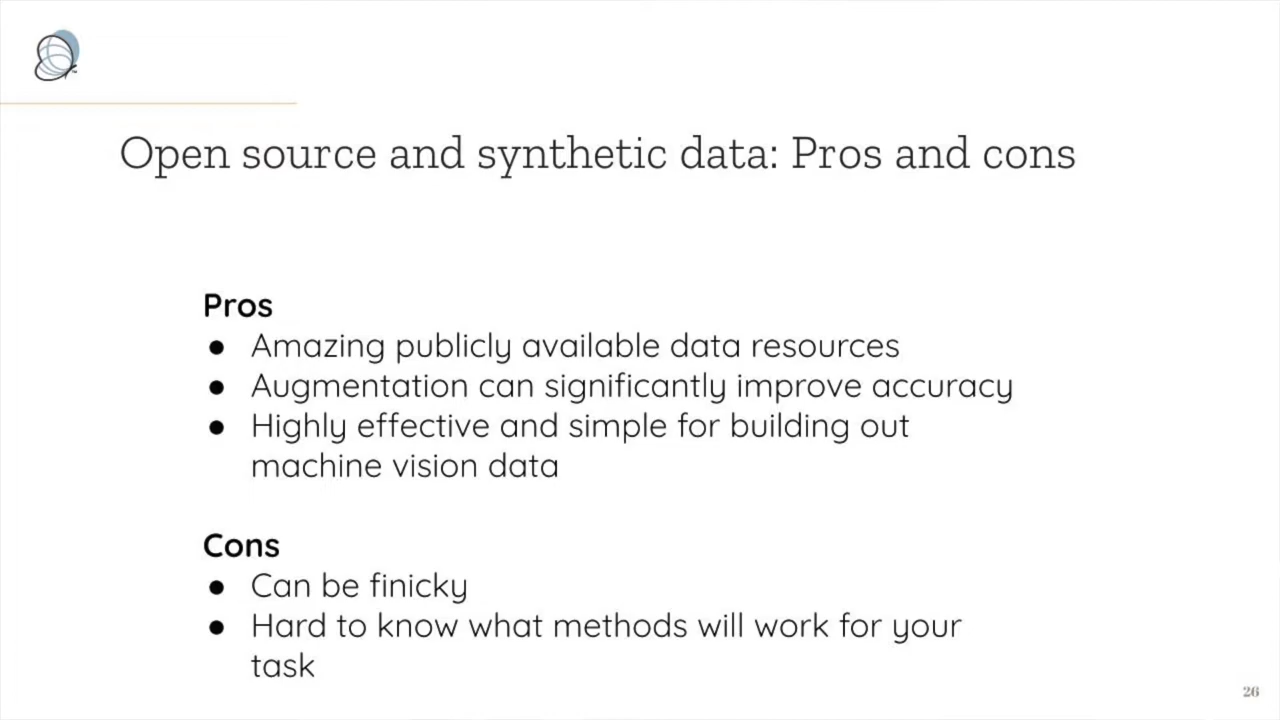 Open source and synthetic data: Pros and cons
Pros
● Amazing publicly available data resources
● Augmentation can significantly improve accuracy
● Highly effective and simple for building out
machine vision data
Cons
● Can be finicky
● Hard to know what methods will work for your
task
26